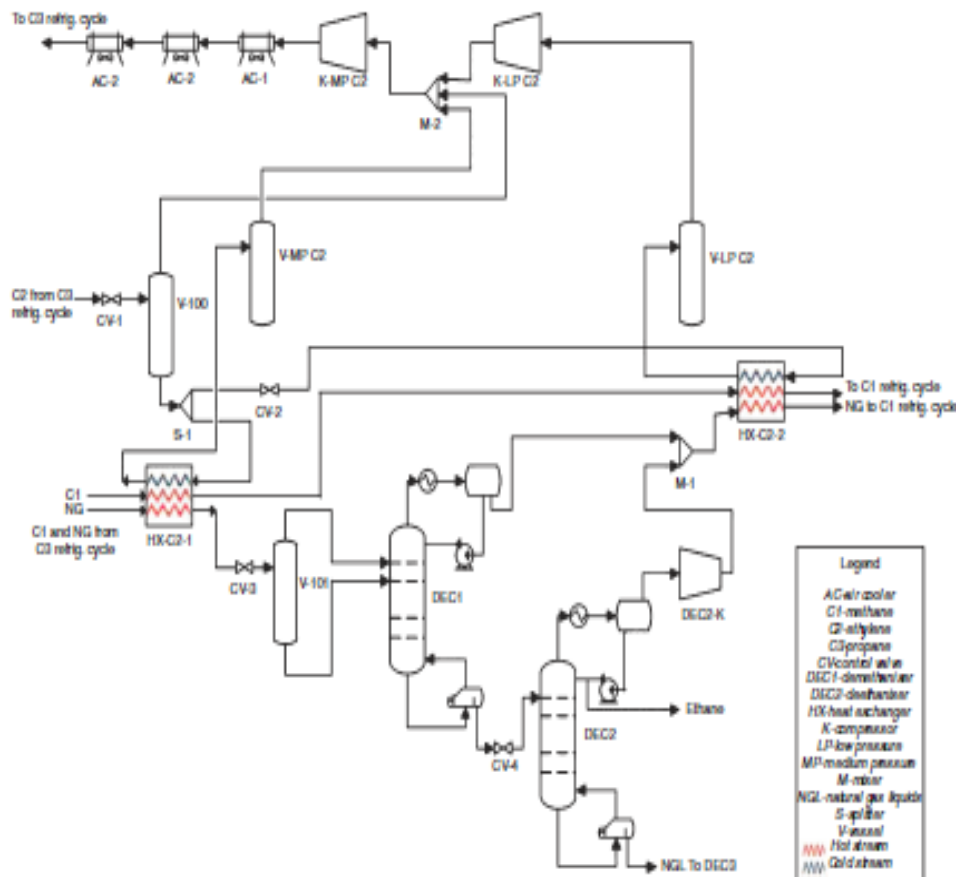 To C3 refrig. cycle
AC-2
AC-2
AC-1
K-MP C2
K-LP C2
M-2
V-MP C2
V-LP C2
C2 from C3
refrig. cycle
CV-1
V-100
CV-2
S-1
To C1 refrig. cycle
NG to C1 refrig. cycle
HX-C2-2
M-1
C1
NG
C1 and NG from
C3 refrig. cycle
HX-C2-1
CV-3
V-101
DEC1
DEC2-K
CV-4
DEC2
Ethane
NGL To DEC3
Legend
AC-air cooler
C1-methane
C2-ethylene
C3-propane
CV-control valve
DEC1-demethanizer
DEC2-deethanizer
HX-heat exchanger
K-compressor
LP-low pressure
MP-medium pressure
M-mixer
NGL-natural gas liquids
S-splitter
V-vessel
Hot stream
Cold stream